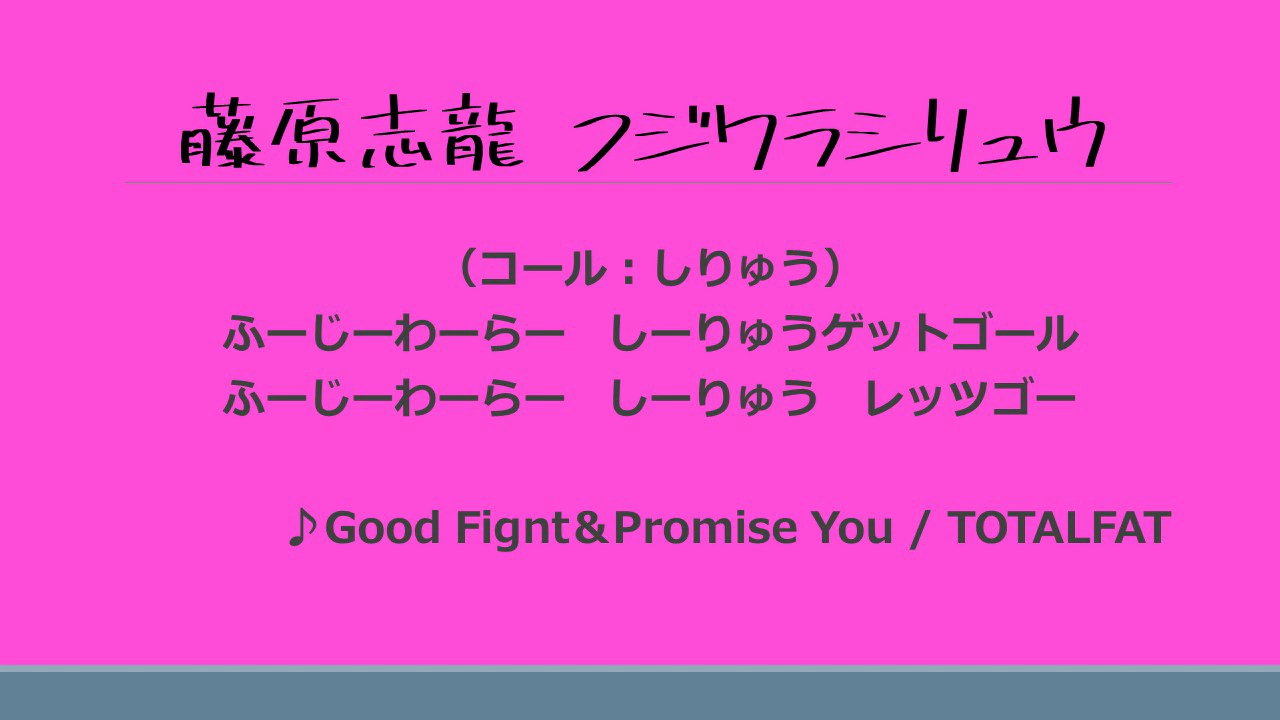 藤原志龍 フジワラシリュウ
（コール：しりゅう）
ふーじーわーらー　しーりゅうゲットゴール
ふーじーわーらー　しーりゅう　レッツゴー
♪Good Fignt＆Promise You / TOTALFAT